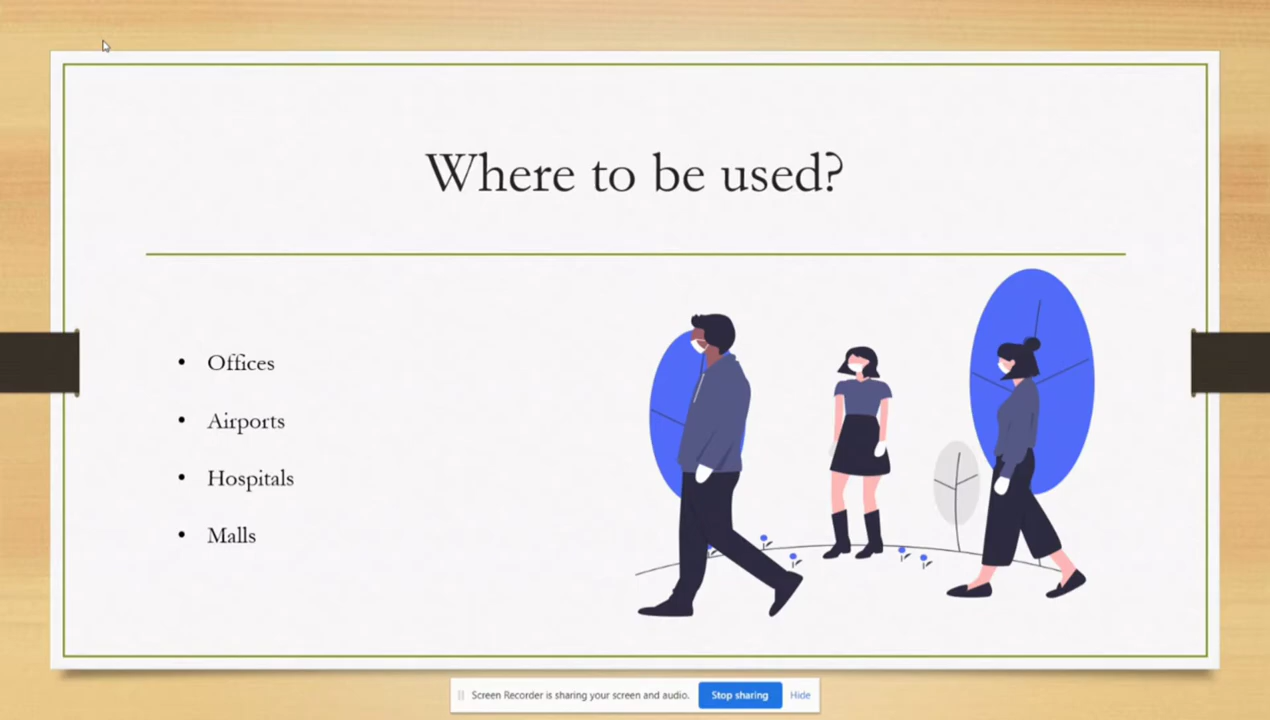 Where to be used?
• Offices
• Airports
• Hospitals
• Malls
Screen Recorder is sharing your screen and audio. Stop sharing Hide